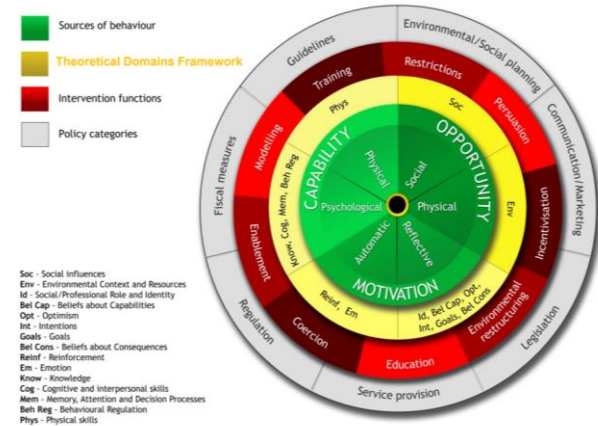 Sources of behaviour
Theoretical Domains Framework
Intervention functions
Policy categories
Soc - Social influences
Env - Environmental Context and Resources
Id - Social/Professional Role and Identity
Bel Cap - Beliefs about Capabilities
Opt - Optimism
Int - Intentions
Goals - Goals
Bel Cons - Beliefs about Consequences
Reinf - Reinforcement
Em - Emotion
Know - Knowledge
Cog - Cognitive and interpersonal skills
Mem - Memory, Attention and Decision Processes
Beh Reg - Behavioural Regulation
Phys - Physical skills
Guidelines
Environmental/Social planning
Communication/Marketing
Legislation
Service provision
Regulation
Fiscal measures
Training
Restrictions
Persuasion
Incentivisation
Environmental
restructuring
Education
Coercion
Enablement
Modelling
Phys
Soc
Env
Id, Bel Cap, Opt,
Int, Goals, Bel Cons
Reinf, Em
Know, Cog, Mem, Beh Reg
CAPABILITY
OPPORTUNITY
MOTIVATION
Physical
Social
Psychological
Physical
Automatic
Reflective